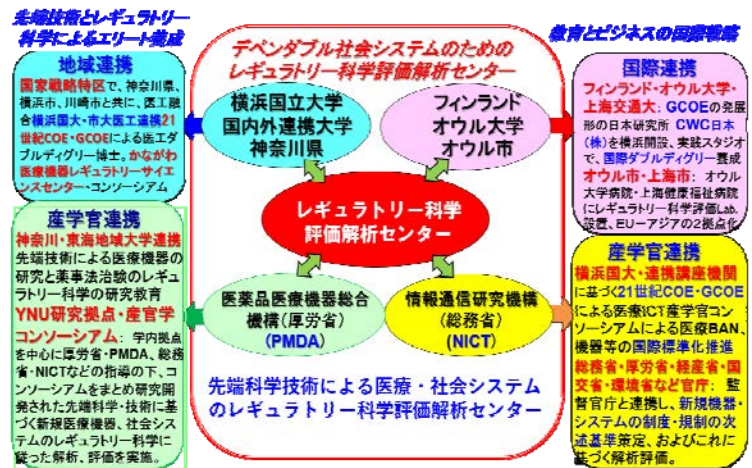 先端技術とレギュラトリー
科学によるエリート養成
地域連携
国家戦略特区で、神奈川県、
横浜市、川崎市と共に、医工融
合横浜国大・市大医工連携21
世紀COE・GCOEによる医工ダ
ブルディグリー博士。かながわ
医療機器レギュラトリーサイエ
ンスセンター・コンソーシアム
産学官連携
神奈川・東海地域大学連携
先端技術による医療機器の
研究と薬事法治験のレギュ
ラトリー科学の研究教育
YNU研究拠点・産官学
コンソーシアム: 学内拠点
を中心に厚労省・PMDA、総務
省・NICTなどの指導の下、コ
ンソーシアムをまとめ研究開
発された先端科学・技術に基
づく新規医療機器、社会シス
テムのレギュラトリー科学に
従った解析、評価を実施。
デペンダブル社会システムのための
レギュラトリー科学評価解析センター
横浜国立大学
国内外連携大学
神奈川県
フィンランド
オウル大学
オウル市
レギュラトリー科学
評価解析センター
医薬品医療機器総合
機構(厚労省)
(PMDA)
情報通信研究機構
(総務省)
(NICT)
先端科学技術による医療・社会システム
のレギュラトリー科学評価解析センター
教育とビジネスの国際戦略
国際連携
フィンランド・オウル大学・
上海交通大: GCOEの発展
形の日本研究所 CWC日本
(株)を横浜開設、実践スタジオ
で、国際ダブルディグリー養成
オウル市・上海市: オウル
大学病院・上海健康福祉病院
にレギュラトリー科学評価Lab.
設置、EU−アジアの2拠点化
産学官連携
横浜国大・連携講座機関
に基づく21世紀COE・GCOE
による医療ICT産学官コン
ソーシアムによる医療BAN、
機器等の国際標準化推進
総務省・厚労省・経産省・国
交省・環境省など官庁: 監
督官庁と連携し、新規機器・
システムの制度・規制の次
述基準策定、およびこれに
基づく解析評価。